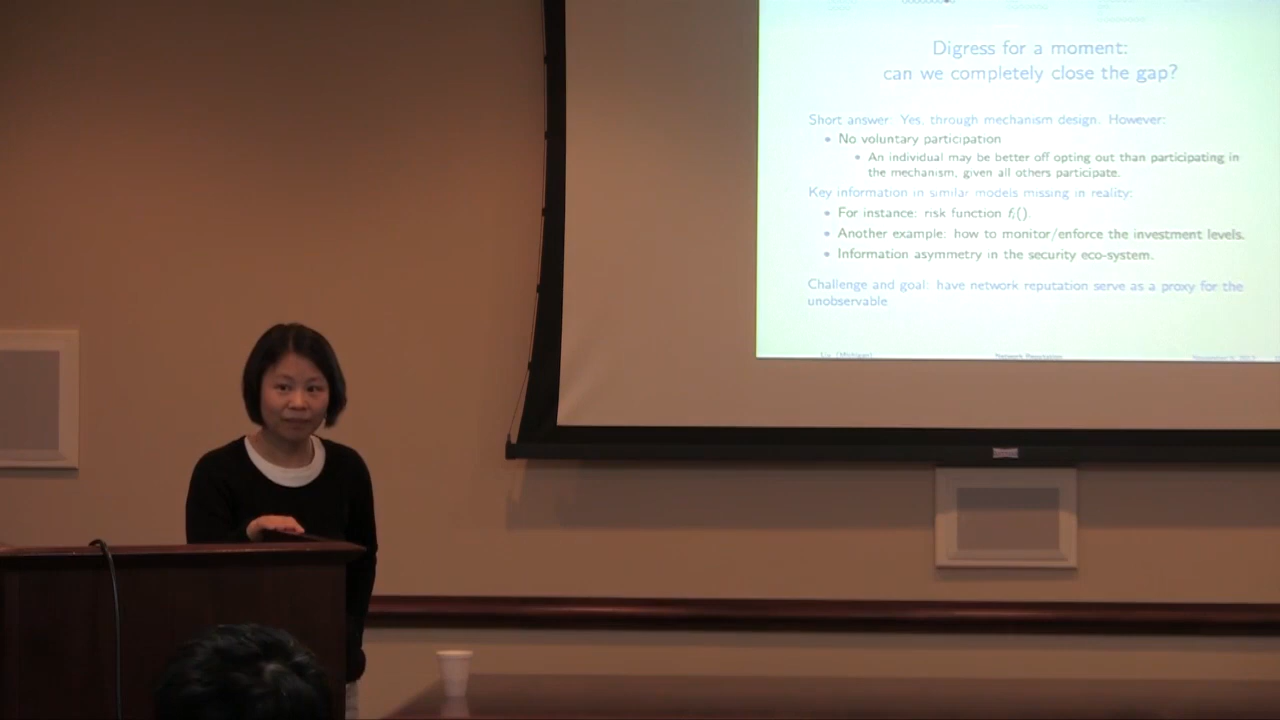 Digress for a moment:
can we completely close the gap?
Short answer: Yes, through mechanism design. However:
• No voluntary participation
• An individual may be better off opting out than participating in
the mechanism, given all others participate.
Key information in similar models missing in reality:
• For instance: risk function fᵢ().
• Another example: how to monitor/enforce the investment levels.
• Information asymmetry in the security eco-system.
Challenge and goal: have network reputation serve as a proxy for the
unobservable
Liu (Michigan) Network Reputation